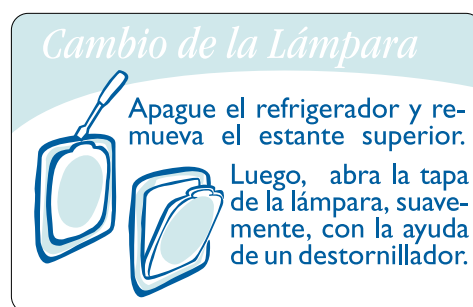 Cambio de la Lámpara
Apague el refrigerador y re-
mueva el estante superior.
Luego, abra la tapa
de la lámpara, suave-
mente, con la ayuda
de un destornillador.